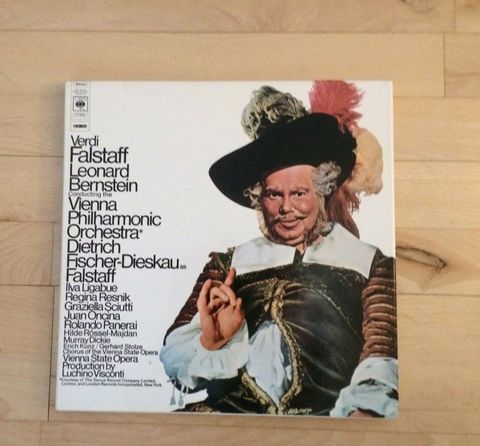 CBS
Verdi
Falstaff
Leonard
Bernstein
Conducting the
Vienna
Philharmonic
Orchestra*
Dietrich
Fischer-Dieskau as
Falstaff
Ilva Ligabue
Regina Resnik
Graziella Sciutti
Juan Oncina
Rolando Panerai
Hilde Rössel-Majdan
Murray Dickie
Erich Kunz / Gerhard Stolze
Chorus of the Vienna State Opera
Vienna State Opera
Production by
Luchino Visconti
*Courtesy of The Decca Record Company Limited,
London, and London Records Incorporated, New York